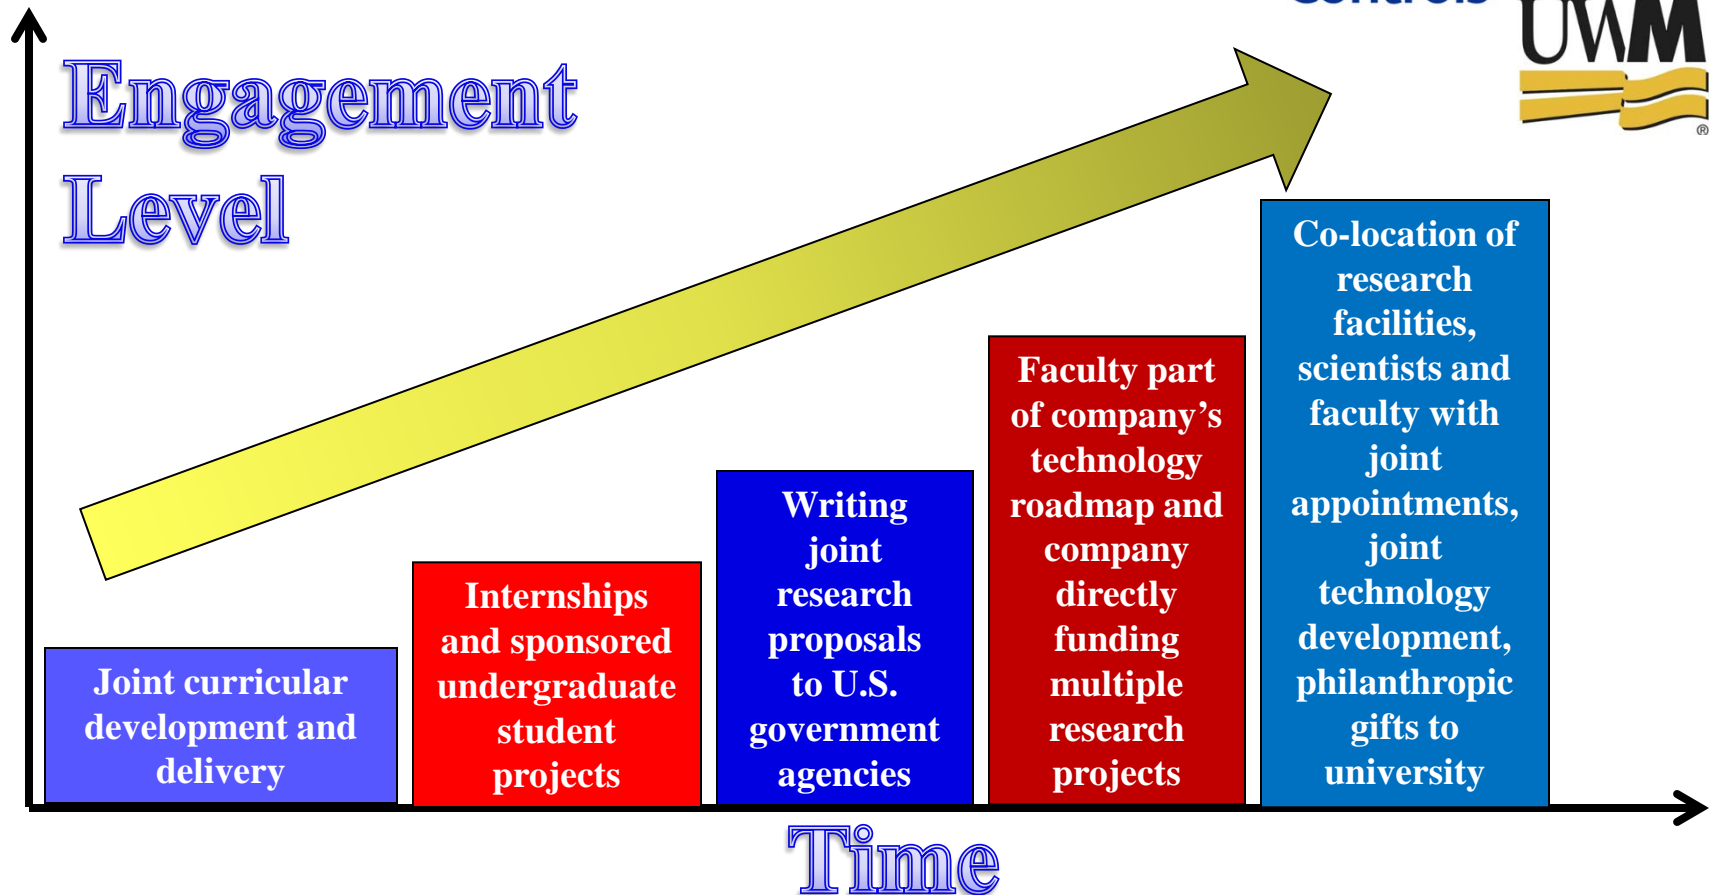 Controls
UWM
®
Engagement
Level
Joint curricular
development and
delivery
Internships
and sponsored
undergraduate
student
projects
Writing
joint
research
proposals
to U.S.
government
agencies
Faculty part
of company’s
technology
roadmap and
company
directly
funding
multiple
research
projects
Co-location of
research
facilities,
scientists and
faculty with
joint
appointments,
joint
technology
development,
philanthropic
gifts to
university
Time